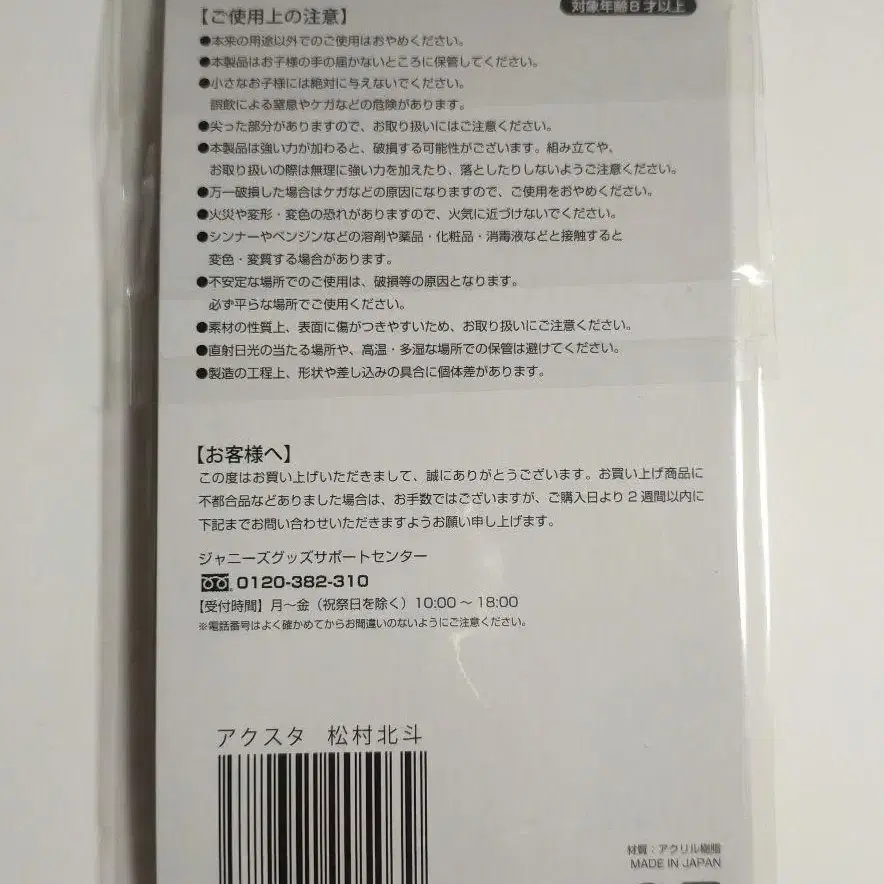 【ご使用上の注意】
対象年齢8才以上
●本来の用途以外でのご使用はおやめください。
●本製品はお子様の手の届かないところに保管してください。
●小さなお子様には絶対に与えないでください。
誤飲による窒息やケガなどの危険があります。
●尖った部分がありますので、お取り扱いにはご注意ください。
●本製品は強い力が加わると、破損する可能性がございます。組み立てや、
お取り扱いの際は無理に強い力を加えたり、落としたりしないようご注意ください。
●万一破損した場合はケガなどの原因になりますので、ご使用をおやめください。
●火災や変形・変色の恐れがありますので、火気に近づけないでください。
●シンナーやベンジンなどの溶剤や薬品・化粧品・消毒液などと接触すると
変色・変質する場合があります。
●不安定な場所でのご使用は、破損等の原因となります。
必ず平らな場所でご使用ください。
●素材の性質上、表面に傷がつきやすいため、お取り扱いにご注意ください。
●直射日光の当たる場所や、高温・多湿な場所での保管は避けてください。
●製造の工程上、形状や差し込みの具合に個体差があります。
【お客様へ】
この度はお買い上げいただきまして、誠にありがとうございます。お買い上げ商品に
不都合品などありました場合は、お手数ではございますが、ご購入日より2週間以内に
下記までお問い合わせいただきますようお願い申し上げます。
ジャニーズグッズサポートセンター
0120-382-310
【受付時間】月～金（祝祭日を除く）10:00～18:00
※電話番号はよく確かめてからお間違いのないようにご注意ください。
アクスタ 松村北斗
材質：アクリル樹脂
MADE IN JAPAN